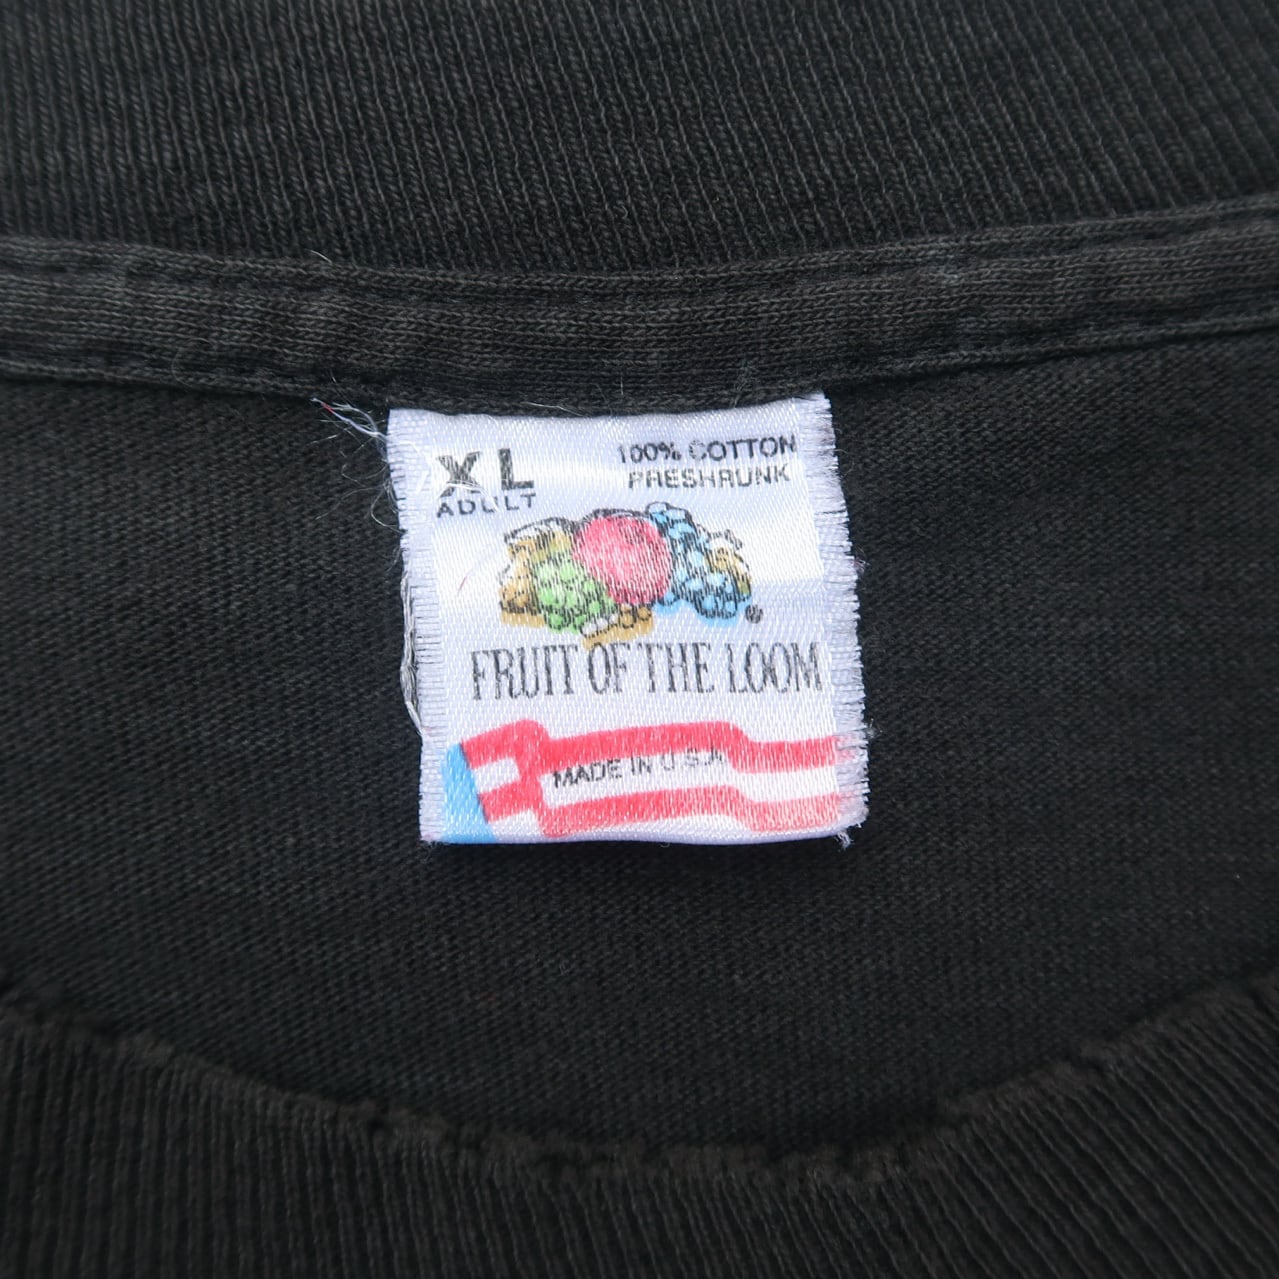 XL
ADULT
100% COTTON
PRESHRUNK
®
FRUIT OF THE LOOM
MADE IN U.S.A.